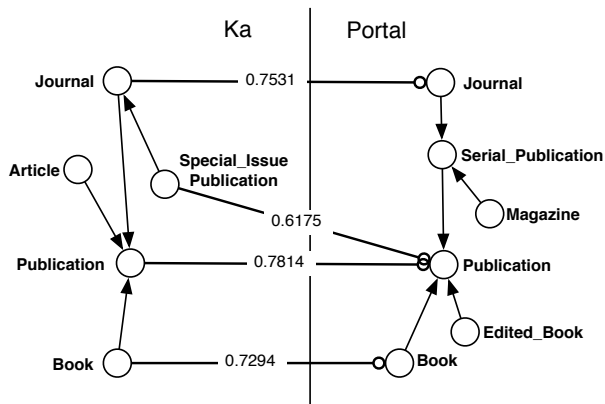 Ka Portal
Journal 0.7531 Journal
Article
Special_Issue
Publication
Serial_Publication
0.6175
Magazine
Publication 0.7814 Publication
Edited_Book
Book 0.7294 Book